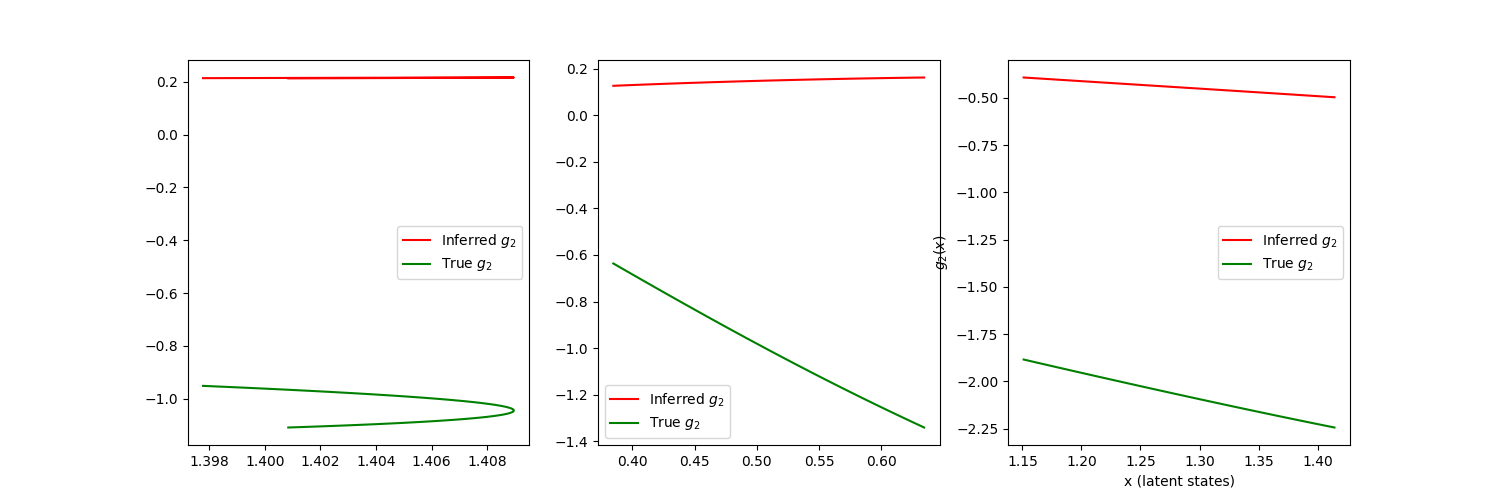 0.2
0.0
−0.2
−0.4
−0.6
−0.8
−1.0
1.398 1.400 1.402 1.404 1.406 1.408
Inferred g₂
True g₂
0.2
0.0
−0.2
−0.4
−0.6
−0.8
−1.0
−1.2
−1.4
0.40 0.45 0.50 0.55 0.60
Inferred g₂
True g₂
g₂(x)
−0.50
−0.75
−1.00
−1.25
−1.50
−1.75
−2.00
−2.25
1.15 1.20 1.25 1.30 1.35 1.40
x (latent states)
Inferred g₂
True g₂